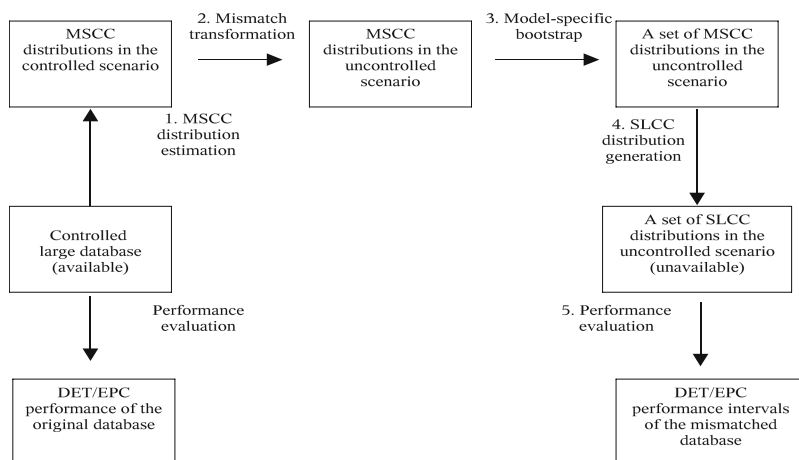 MSCC
distributions in the
controlled scenario
2. Mismatch
transformation
MSCC
distributions in the
uncontrolled
scenario
3. Model-specific
bootstrap
A set of MSCC
distributions in the
uncontrolled
scenario
1. MSCC
distribution
estimation
4. SLCC
distribution
generation
Controlled
large database
(available)
A set of SLCC
distributions in the
uncontrolled scenario
(unavailable)
Performance
evaluation
5. Performance
evaluation
DET/EPC
performance of the
original database
DET/EPC
performance intervals
of the mismatched
database